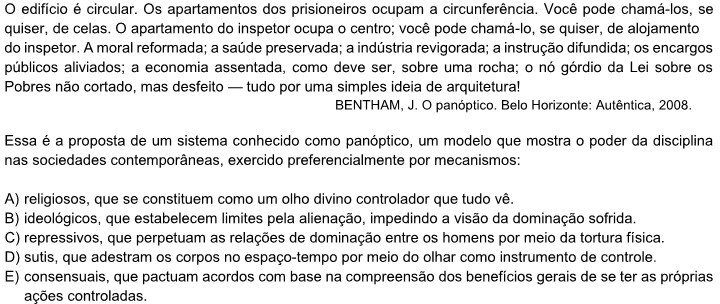 O edifício é circular. Os apartamentos dos prisioneiros ocupam a circunferência. Você pode chamá-los, se
quiser, de celas. O apartamento do inspetor ocupa o centro; você pode chamá-lo, se quiser, de alojamento
do inspetor. A moral reformada; a saúde preservada; a indústria revigorada; a instrução difundida; os encargos
públicos aliviados; a economia assentada, como deve ser, sobre uma rocha; o nó górdio da Lei sobre os
Pobres não cortado, mas desfeito — tudo por uma simples ideia de arquitetura!
BENTHAM, J. O panóptico. Belo Horizonte: Autêntica, 2008.
Essa é a proposta de um sistema conhecido como panóptico, um modelo que mostra o poder da disciplina
nas sociedades contemporâneas, exercido preferencialmente por mecanismos:
A) religiosos, que se constituem como um olho divino controlador que tudo vê.
B) ideológicos, que estabelecem limites pela alienação, impedindo a visão da dominação sofrida.
C) repressivos, que perpetuam as relações de dominação entre os homens por meio da tortura física.
D) sutis, que adestram os corpos no espaço-tempo por meio do olhar como instrumento de controle.
E) consensuais, que pactuam acordos com base na compreensão dos benefícios gerais de se ter as próprias
ações controladas.